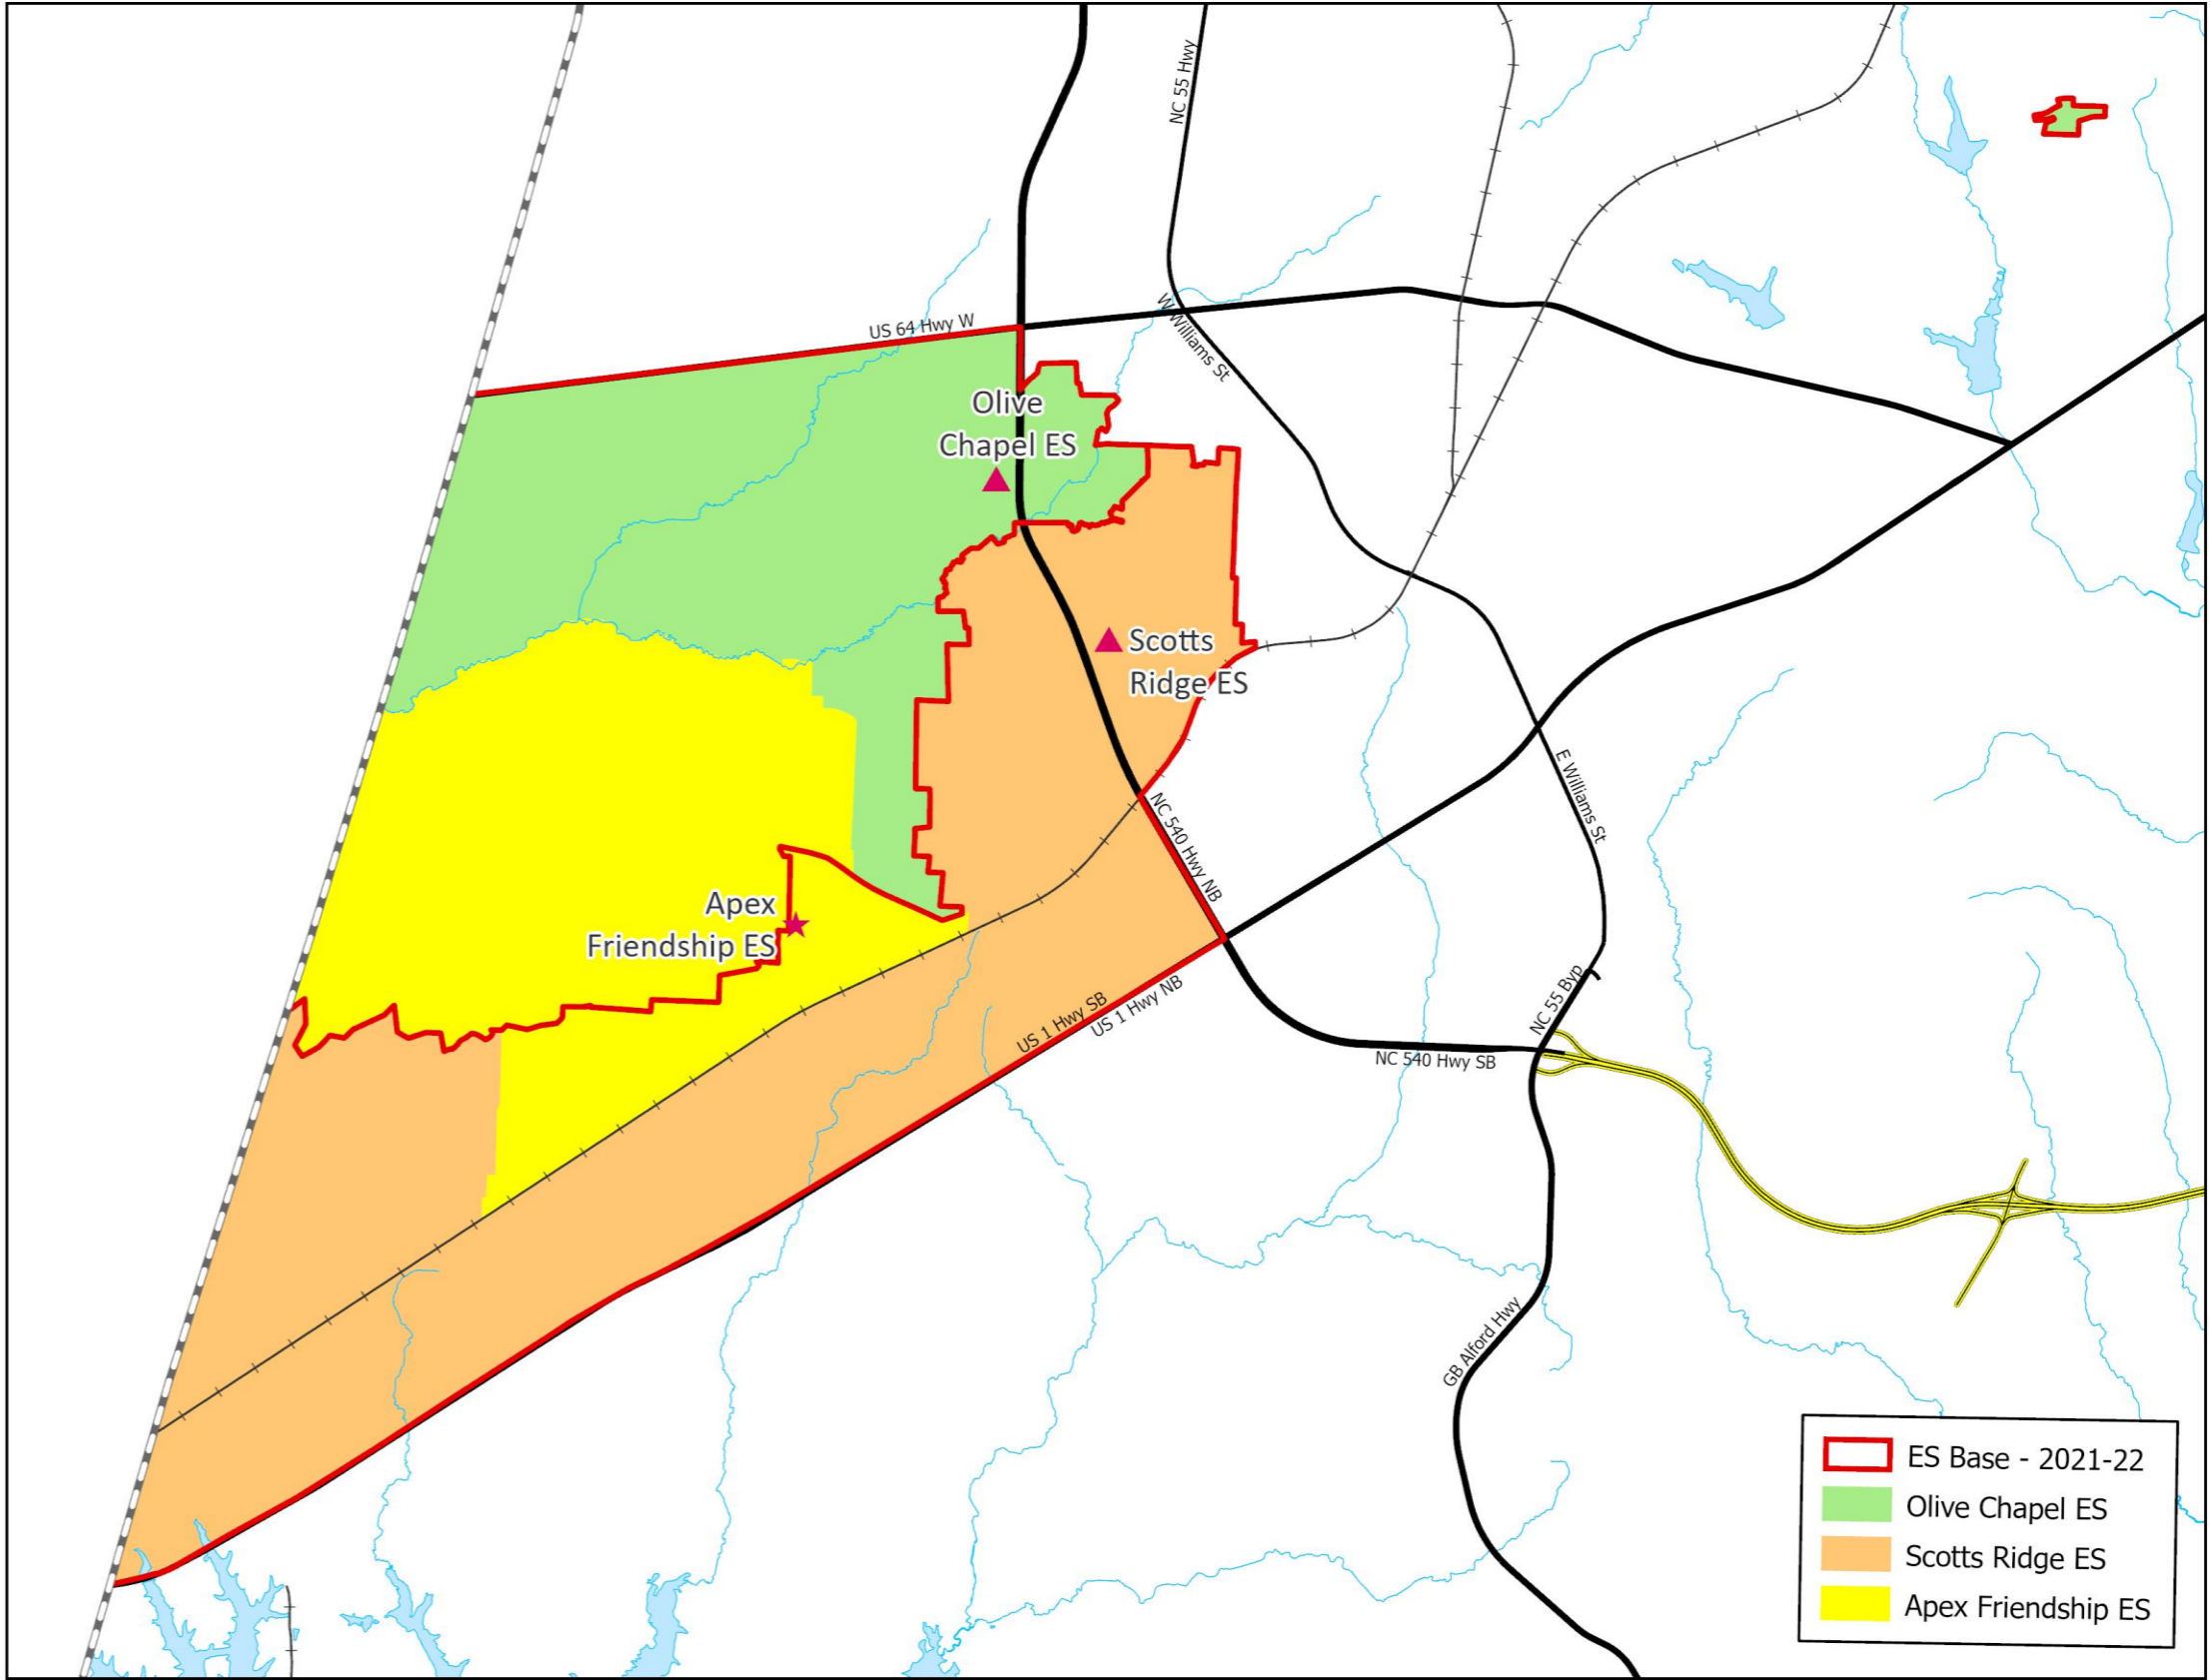 NC 55 Hwy
US 64 Hwy W
W Williams St
Olive
Chapel ES
Scotts
Ridge ES
E Williams St
NC 540 Hwy NB
Apex
Friendship ES
US 1 Hwy SB
US 1 Hwy NB
NC 55 Byp
NC 540 Hwy SB
GB Alford Hwy
ES Base - 2021-22
Olive Chapel ES
Scotts Ridge ES
Apex Friendship ES